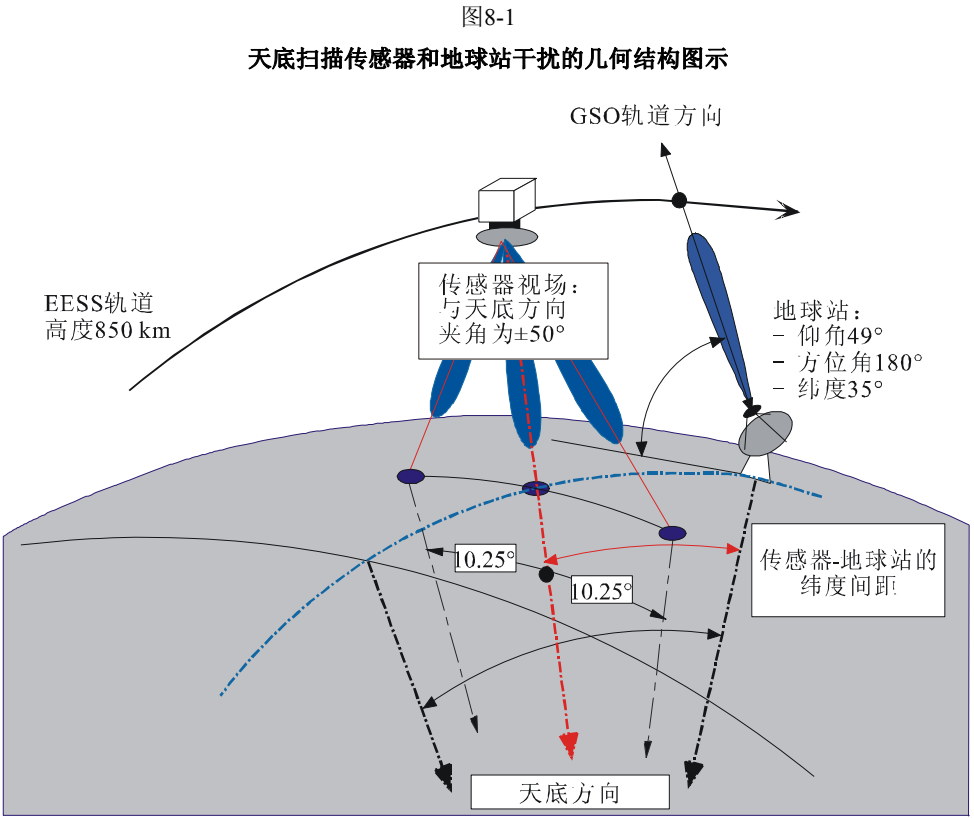 图8-1
天底扫描传感器和地球站干扰的几何结构图示
GSO轨道方向
EESS轨道
高度850 km
传感器视场：
与天底方向
夹角为±50°
地球站：
– 仰角49°
– 方位角180°
– 纬度35°
10.25°
10.25°
传感器-地球站的
纬度间距
天底方向